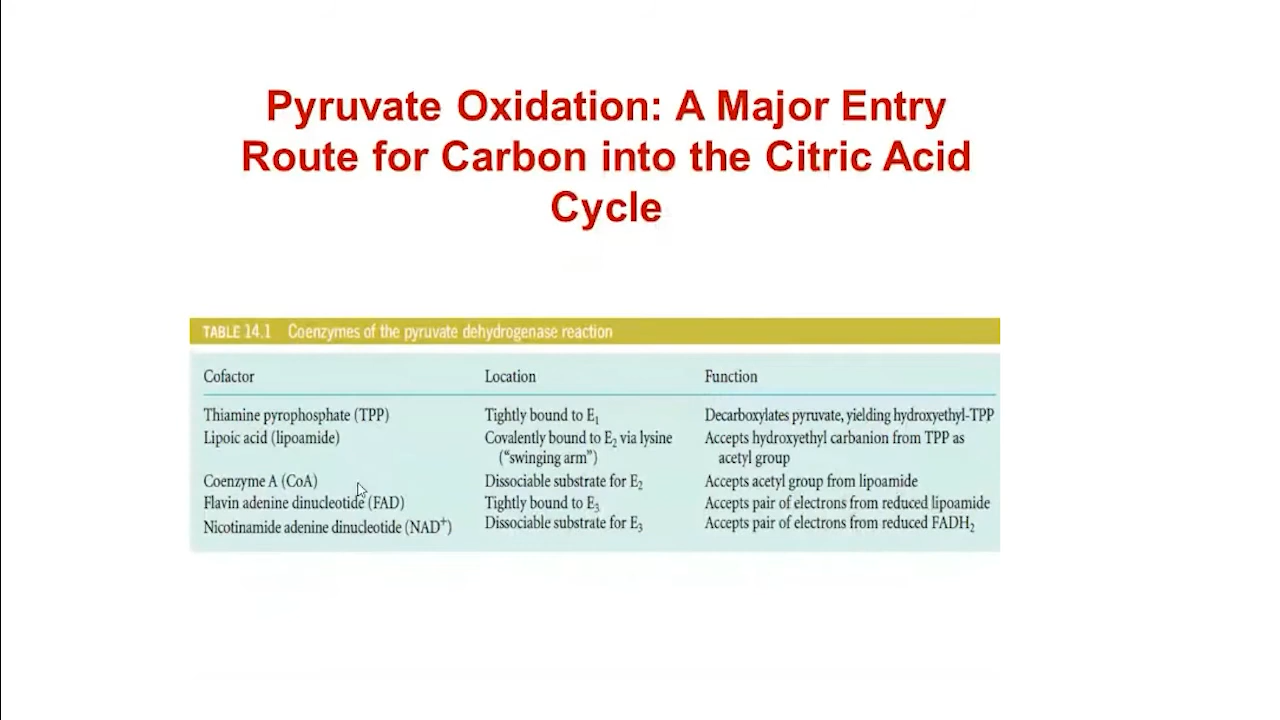 Pyruvate Oxidation: A Major Entry
Route for Carbon into the Citric Acid
Cycle
TABLE 14.1 Coenzymes of the pyruvate dehydrogenase reaction
Cofactor Location Function
Thiamine pyrophosphate (TPP) Tightly bound to E₁ Decarboxylates pyruvate, yielding hydroxyethyl-TPP
Lipoic acid (lipoamide) Covalently bound to E₂ via lysine Accepts hydroxyethyl carbanion from TPP as
(“swinging arm”) acetyl group
Coenzyme A (CoA) Dissociable substrate for E₂ Accepts acetyl group from lipoamide
Flavin adenine dinucleotide (FAD) Tightly bound to E₃ Accepts pair of electrons from reduced lipoamide
Nicotinamide adenine dinucleotide (NAD⁺) Dissociable substrate for E₃ Accepts pair of electrons from reduced FADH₂